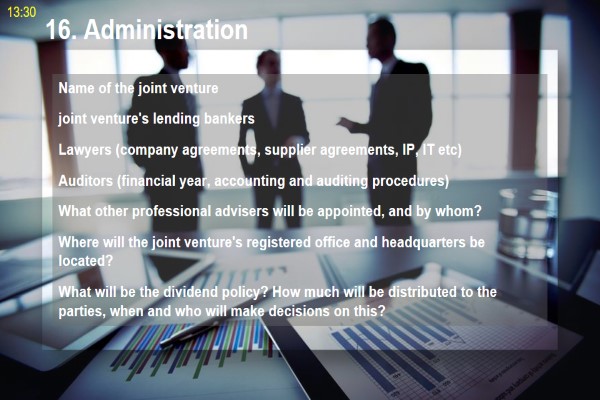 13:30
16. Administration
Name of the joint venture
joint venture's lending bankers
Lawyers (company agreements, supplier agreements, IP, IT etc)
Auditors (financial year, accounting and auditing procedures)
What other professional advisers will be appointed, and by whom?
Where will the joint venture's registered office and headquarters be
located?
What will be the dividend policy? How much will be distributed to the
parties, when and who will make decisions on this?